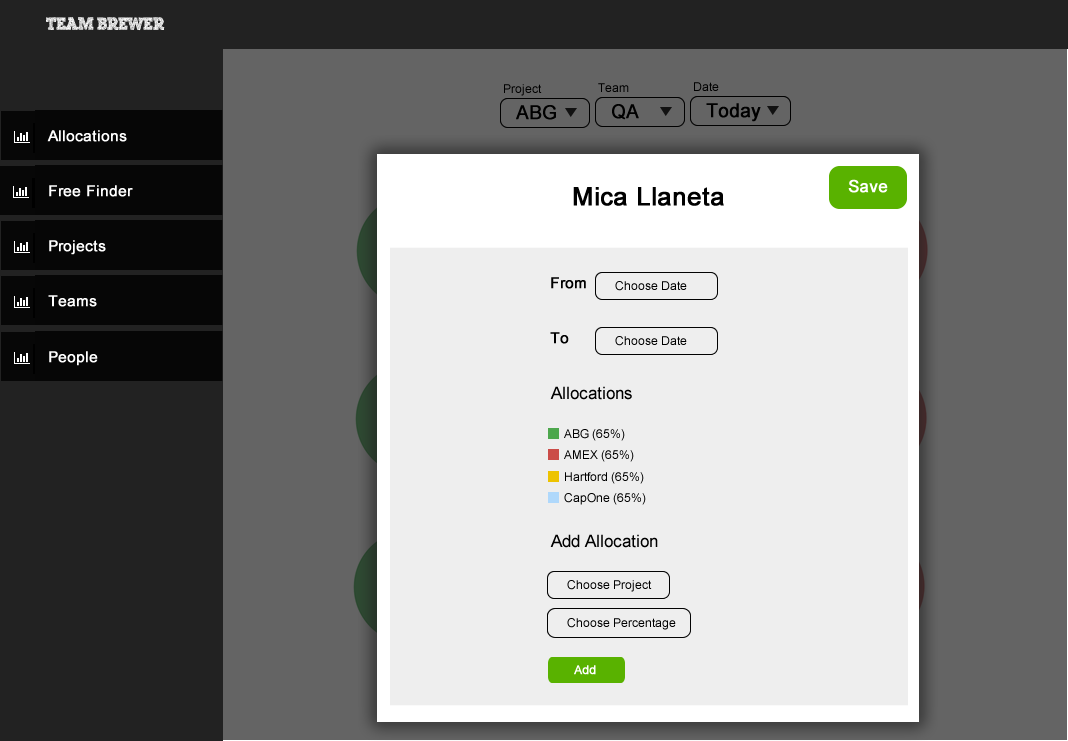 TEAM BREWER
Allocations
Free Finder
Projects
Teams
People
Project Team Date
ABG QA Today
Mica Llaneta
Save
From Choose Date
To Choose Date
Allocations
ABG (65%)
AMEX (65%)
Hartford (65%)
CapOne (65%)
Add Allocation
Choose Project
Choose Percentage
Add